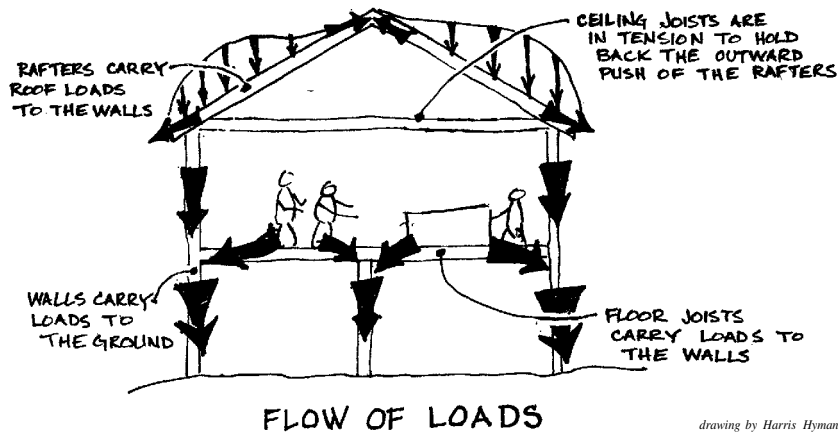 CEILING JOISTS ARE
IN TENSION TO HOLD
BACK THE OUTWARD
PUSH OF THE RAFTERS
RAFTERS CARRY
ROOF LOADS
TO THE WALLS
WALLS CARRY
LOADS TO
THE GROUND
FLOOR JOISTS
CARRY LOADS TO
THE WALLS
FLOW OF LOADS
drawing by Harris Hyman